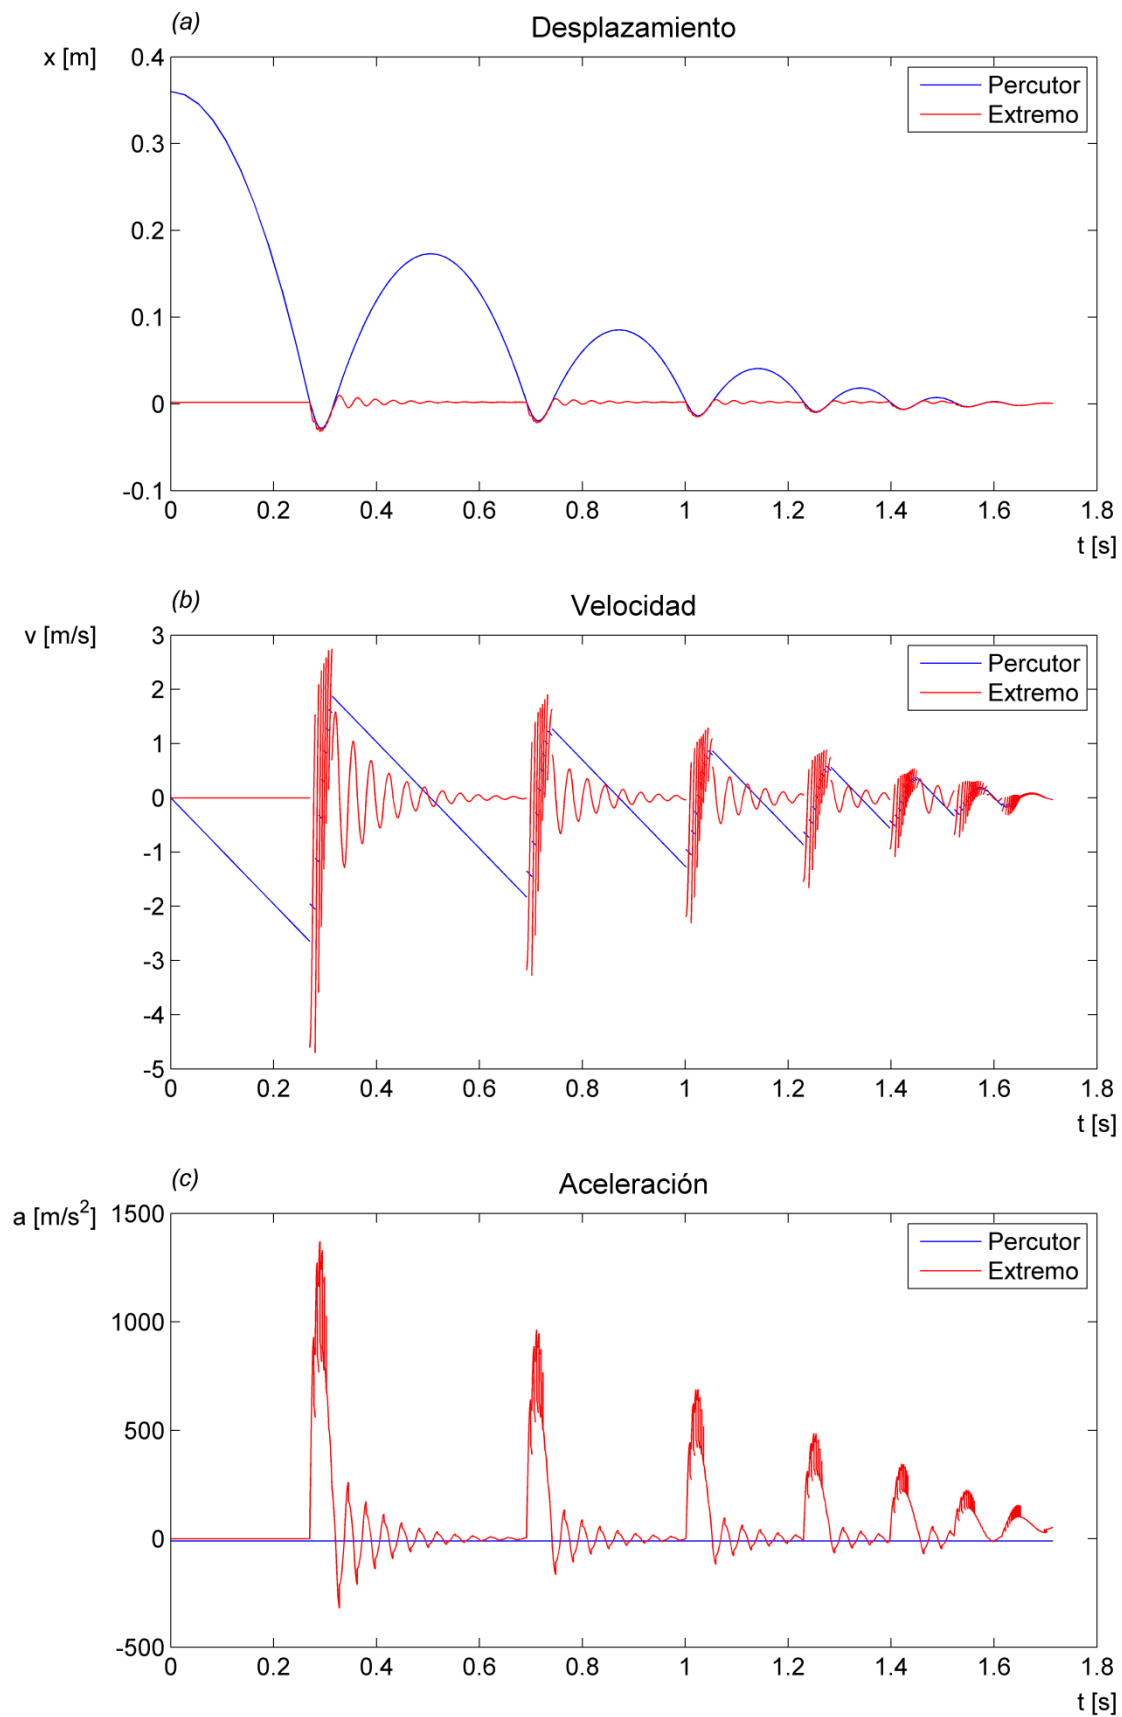 (a)
Desplazamiento
x [m]
0.4
Percutor
Extremo
0.3
0.2
0.1
0
-0.1
0 0.2 0.4 0.6 0.8 1 1.2 1.4 1.6 1.8
t [s]
(b)
Velocidad
v [m/s]
3
Percutor
Extremo
2
1
0
-1
-2
-3
-4
-5
0 0.2 0.4 0.6 0.8 1 1.2 1.4 1.6 1.8
t [s]
(c)
Aceleración
a [m/s²]
1500
Percutor
Extremo
1000
500
0
-500
0 0.2 0.4 0.6 0.8 1 1.2 1.4 1.6 1.8
t [s]